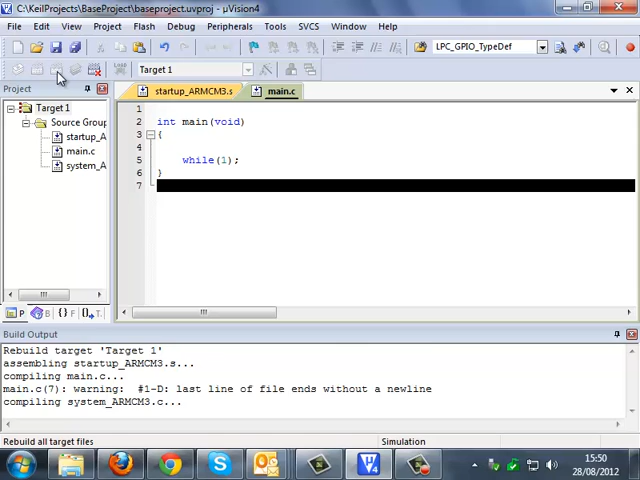 C:\KeilProjects\BaseProject\baseproject.uvproj - µVision4
File Edit View Project Flash Debug Peripherals Tools SVCS Window Help
LPC_GPIO_TypeDef
LOAD Target 1
Project
startup_ARMCM3.s main.c
Target 1
Source Group
startup_A
main.c
system_A
1
2 int main(void)
3 {
4
5 while(1);
6 }
7
P B F T.
Build Output
Rebuild target 'Target 1'
assembling startup_ARMCM3.s...
compiling main.c...
main.c(7): warning: #1-D: last line of file ends without a newline
compiling system_ARMCM3.c...
Rebuild all target files Simulation
15:50
28/08/2012